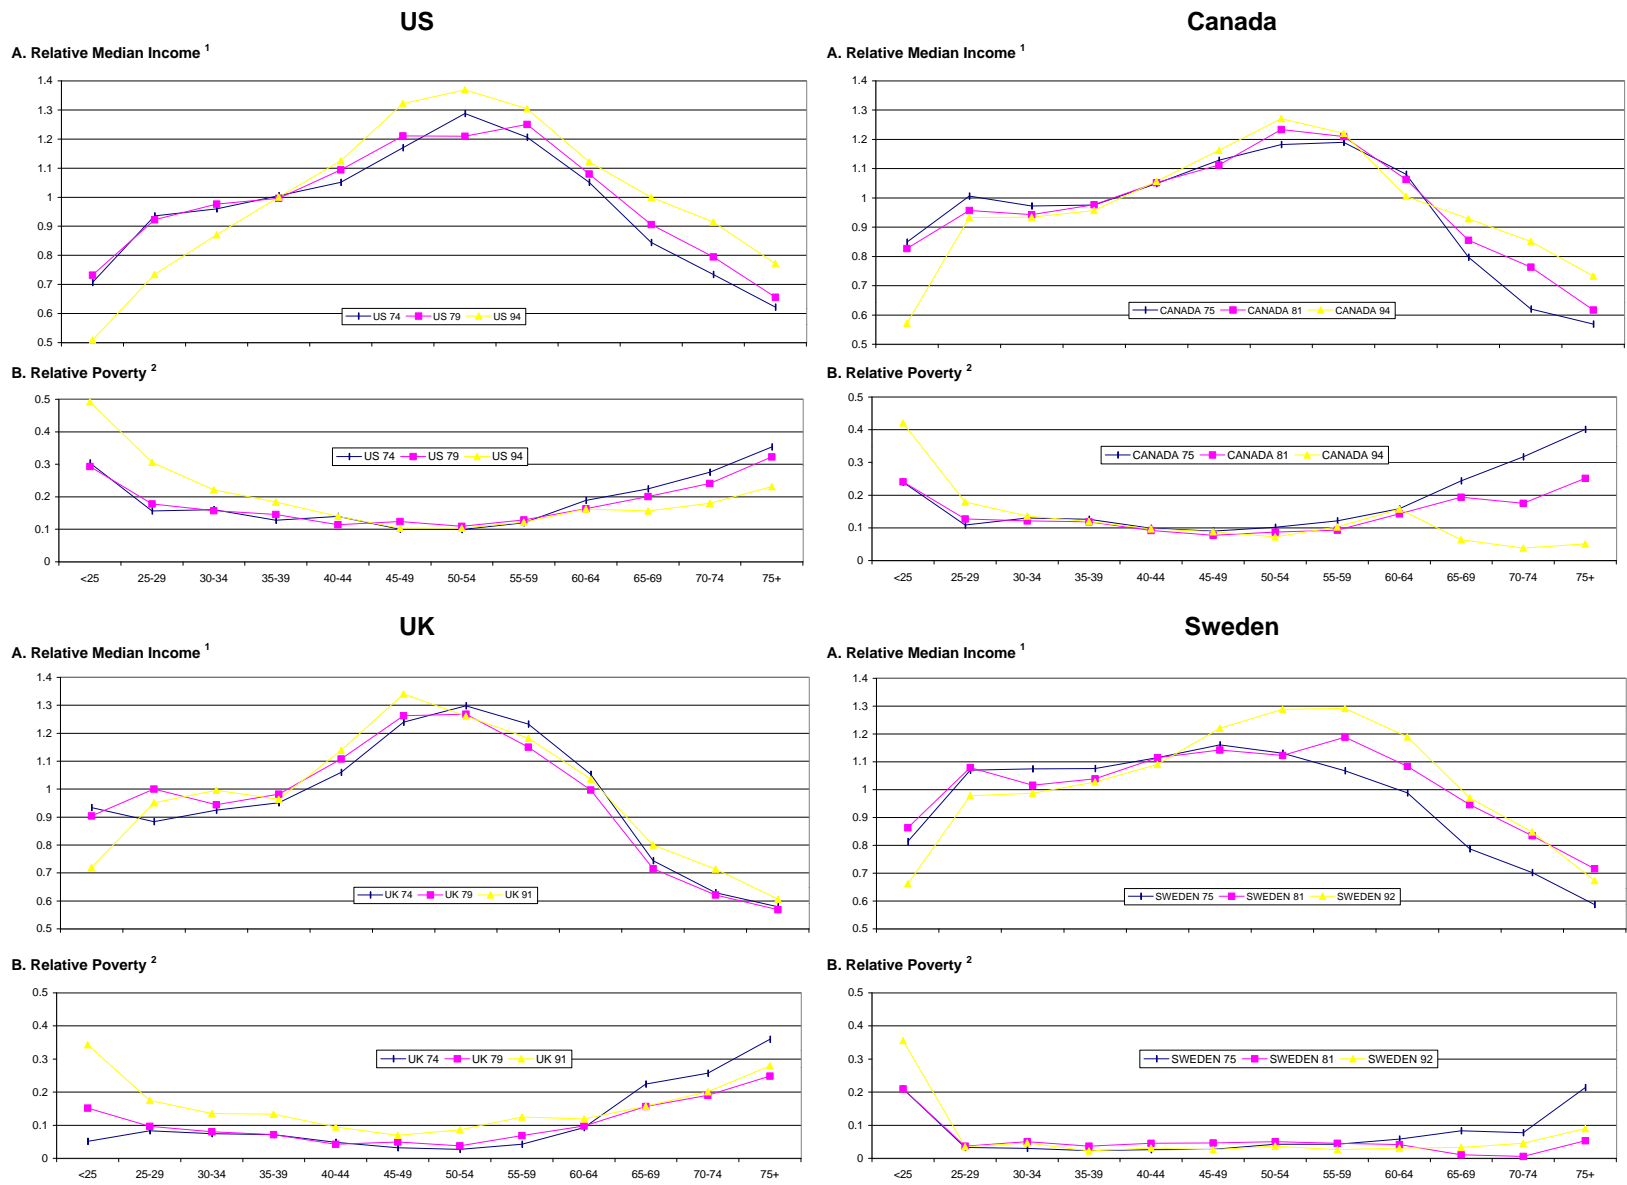 US
A. Relative Median Income 1
1.4
1.3
1.2
1.1
1
0.9
0.8
0.7
0.6
0.5
US 74 US 79 US 94
B. Relative Poverty 2
0.5
0.4
0.3
0.2
0.1
0
US 74 US 79 US 94
<25 25-29 30-34 35-39 40-44 45-49 50-54 55-59 60-64 65-69 70-74 75+
Canada
A. Relative Median Income 1
1.4
1.3
1.2
1.1
1
0.9
0.8
0.7
0.6
0.5
CANADA 75 CANADA 81 CANADA 94
B. Relative Poverty 2
0.5
0.4
0.3
0.2
0.1
0
CANADA 75 CANADA 81 CANADA 94
<25 25-29 30-34 35-39 40-44 45-49 50-54 55-59 60-64 65-69 70-74 75+
UK
A. Relative Median Income 1
1.4
1.3
1.2
1.1
1
0.9
0.8
0.7
0.6
0.5
UK 74 UK 79 UK 91
B. Relative Poverty 2
0.5
0.4
0.3
0.2
0.1
0
UK 74 UK 79 UK 91
<25 25-29 30-34 35-39 40-44 45-49 50-54 55-59 60-64 65-69 70-74 75+
Sweden
A. Relative Median Income 1
1.4
1.3
1.2
1.1
1
0.9
0.8
0.7
0.6
0.5
SWEDEN 75 SWEDEN 81 SWEDEN 92
B. Relative Poverty 2
0.5
0.4
0.3
0.2
0.1
0
SWEDEN 75 SWEDEN 81 SWEDEN 92
<25 25-29 30-34 35-39 40-44 45-49 50-54 55-59 60-64 65-69 70-74 75+